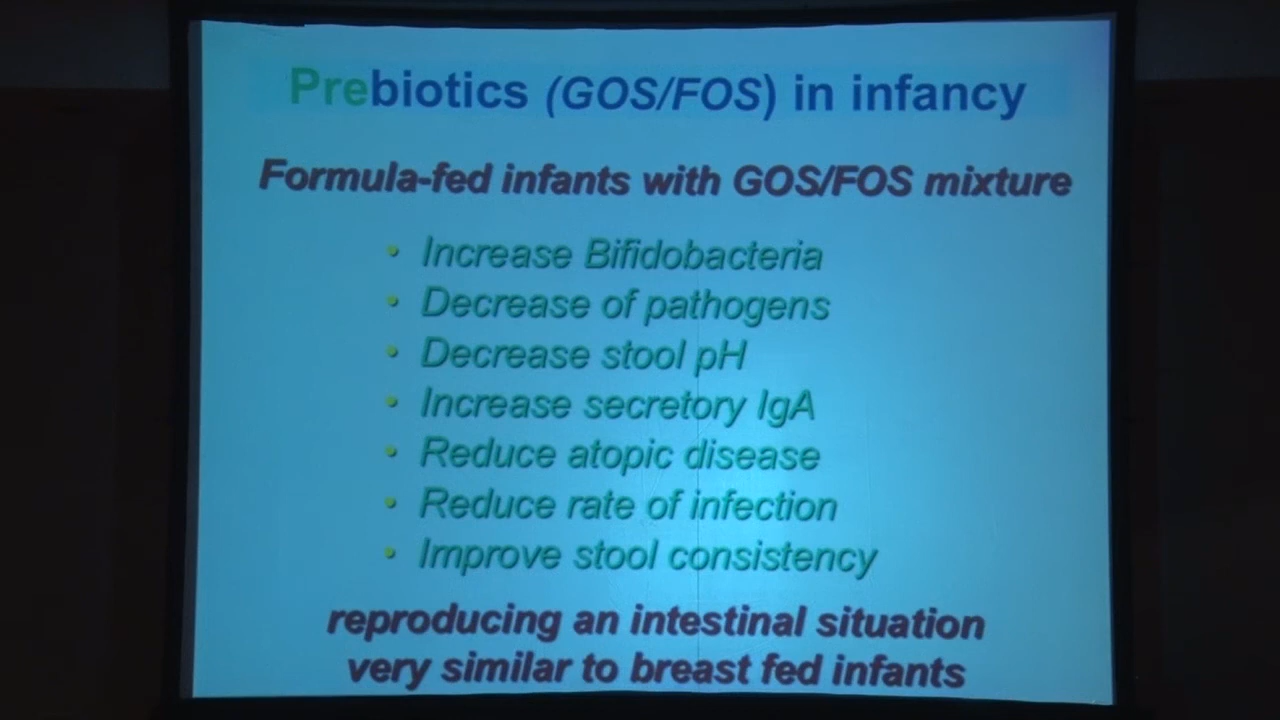 Prebiotics (GOS/FOS) in infancy
Formula-fed infants with GOS/FOS mixture
• Increase Bifidobacteria
• Decrease of pathogens
• Decrease stool pH
• Increase secretory IgA
• Reduce atopic disease
• Reduce rate of infection
• Improve stool consistency
reproducing an intestinal situation
very similar to breast fed infants